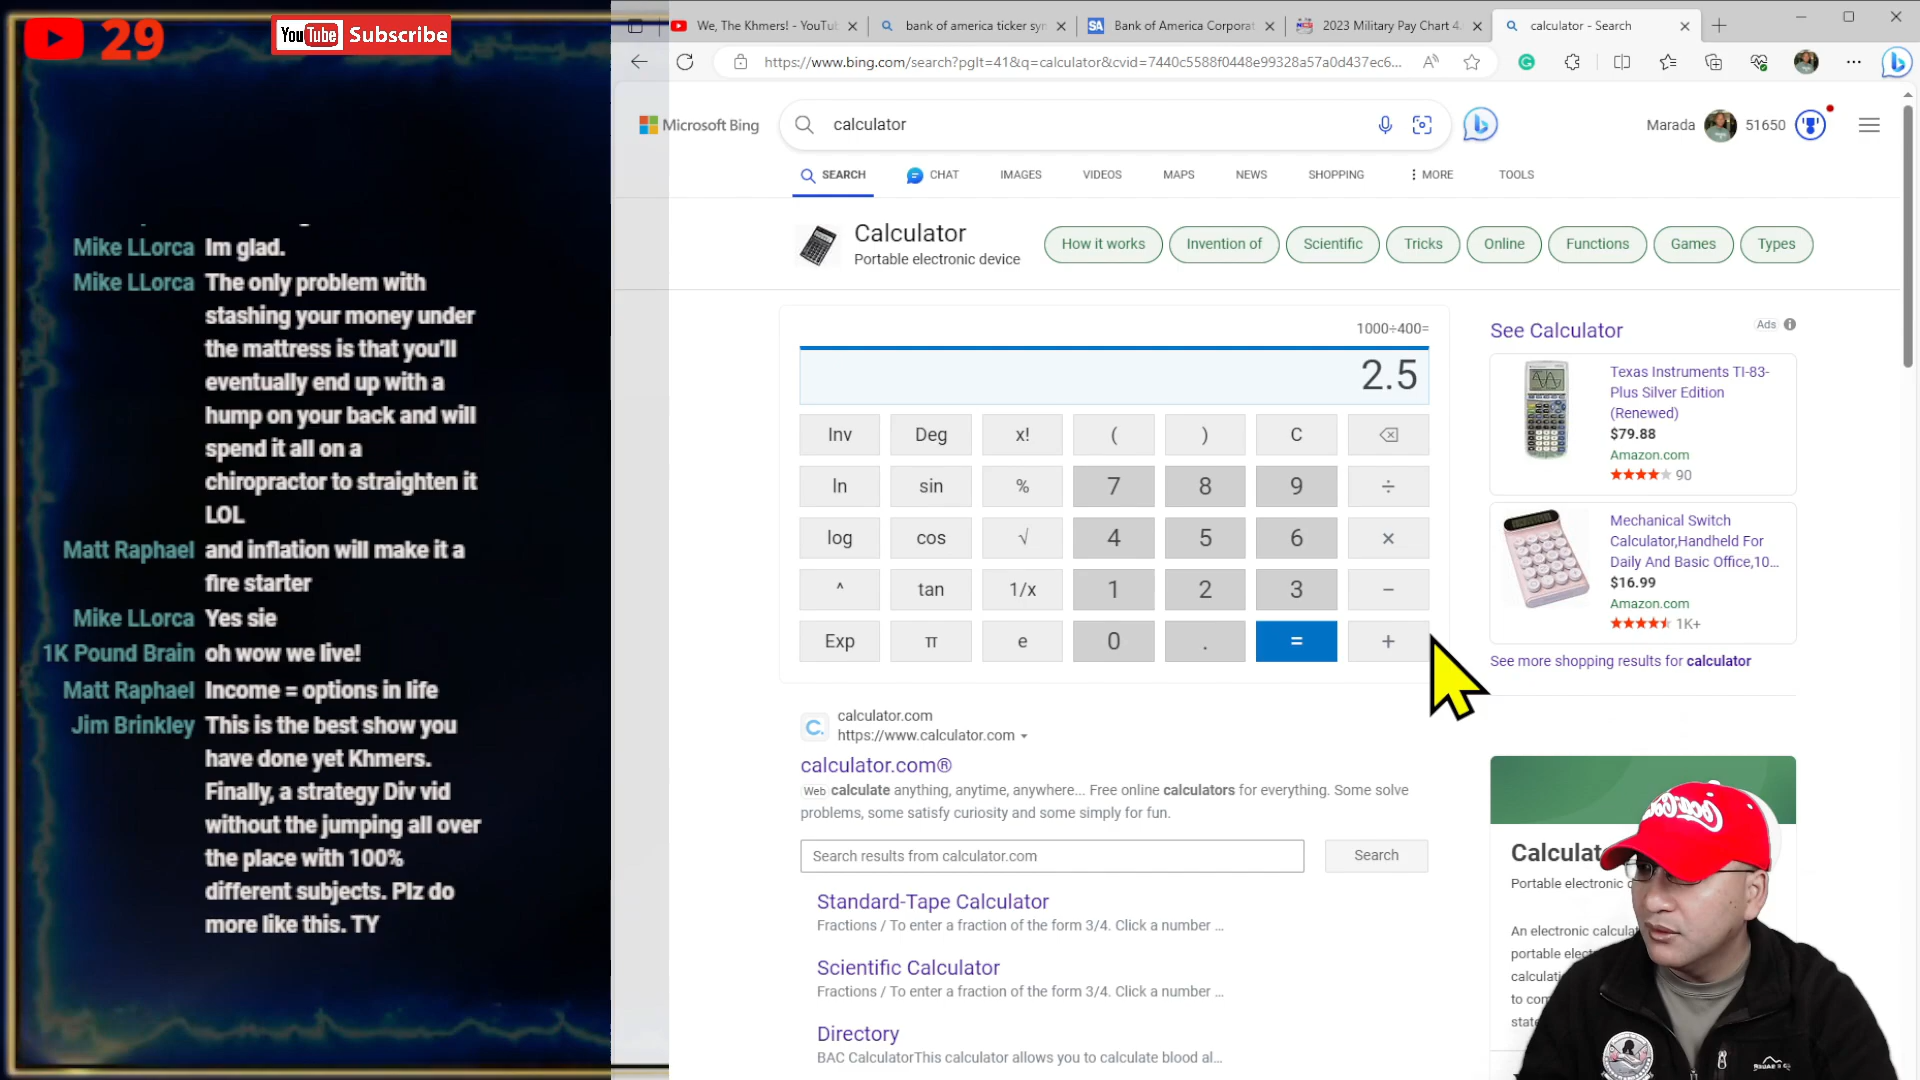 29
YouTube Subscribe
Mike LLorca Im glad.
Mike LLorca The only problem with
stashing your money under
the mattress is that you'll
eventually end up with a
hump on your back and will
spend it all on a
chiropractor to straighten it
LOL
Matt Raphael and inflation will make it a
fire starter
Mike LLorca Yes sie
1K Pound Brain oh wow we live!
Matt Raphael Income = options in life
Jim Brinkley This is the best show you
have done yet Khmers.
Finally, a strategy Div vid
without the jumping all over
the place with 100%
different subjects. Plz do
more like this. TY
We, The Khmers! - YouTu
bank of america ticker syn
SA Bank of America Corporat
2023 Military Pay Chart 4.
calculator - Search
https://www.bing.com/search?pglt=41&q=calculator&cvid=7440c5588f0448e99328a57a0d437ec6...
Microsoft Bing
calculator
Marada
51650
SEARCH
CHAT
IMAGES
VIDEOS
MAPS
NEWS
SHOPPING
MORE
TOOLS
Calculator
Portable electronic device
How it works
Invention of
Scientific
Tricks
Online
Functions
Games
Types
1000÷400=
2.5
Inv Deg x! ( ) C
ln sin % 7 8 9 ÷
log cos √ 4 5 6 ×
^ tan 1/x 1 2 3 −
Exp π e 0 . = +
See Calculator
Ads
Texas Instruments TI-83-
Plus Silver Edition
(Renewed)
$79.88
Amazon.com
90
Mechanical Switch
Calculator,Handheld For
Daily And Basic Office,10...
$16.99
Amazon.com
1K+
See more shopping results for calculator
C.
calculator.com
https://www.calculator.com
calculator.com®
Web calculate anything, anytime, anywhere... Free online calculators for everything. Some solve
problems, some satisfy curiosity and some simply for fun.
Search results from calculator.com
Search
Standard-Tape Calculator
Fractions / To enter a fraction of the form 3/4. Click a number ...
Scientific Calculator
Fractions / To enter a fraction of the form 3/4. Click a number ...
Directory
BAC CalculatorThis calculator allows you to calculate blood al...
Calculat
Portable electronic
An electronic calcula
portable elec
calculati
to com
state
Coca-Cola